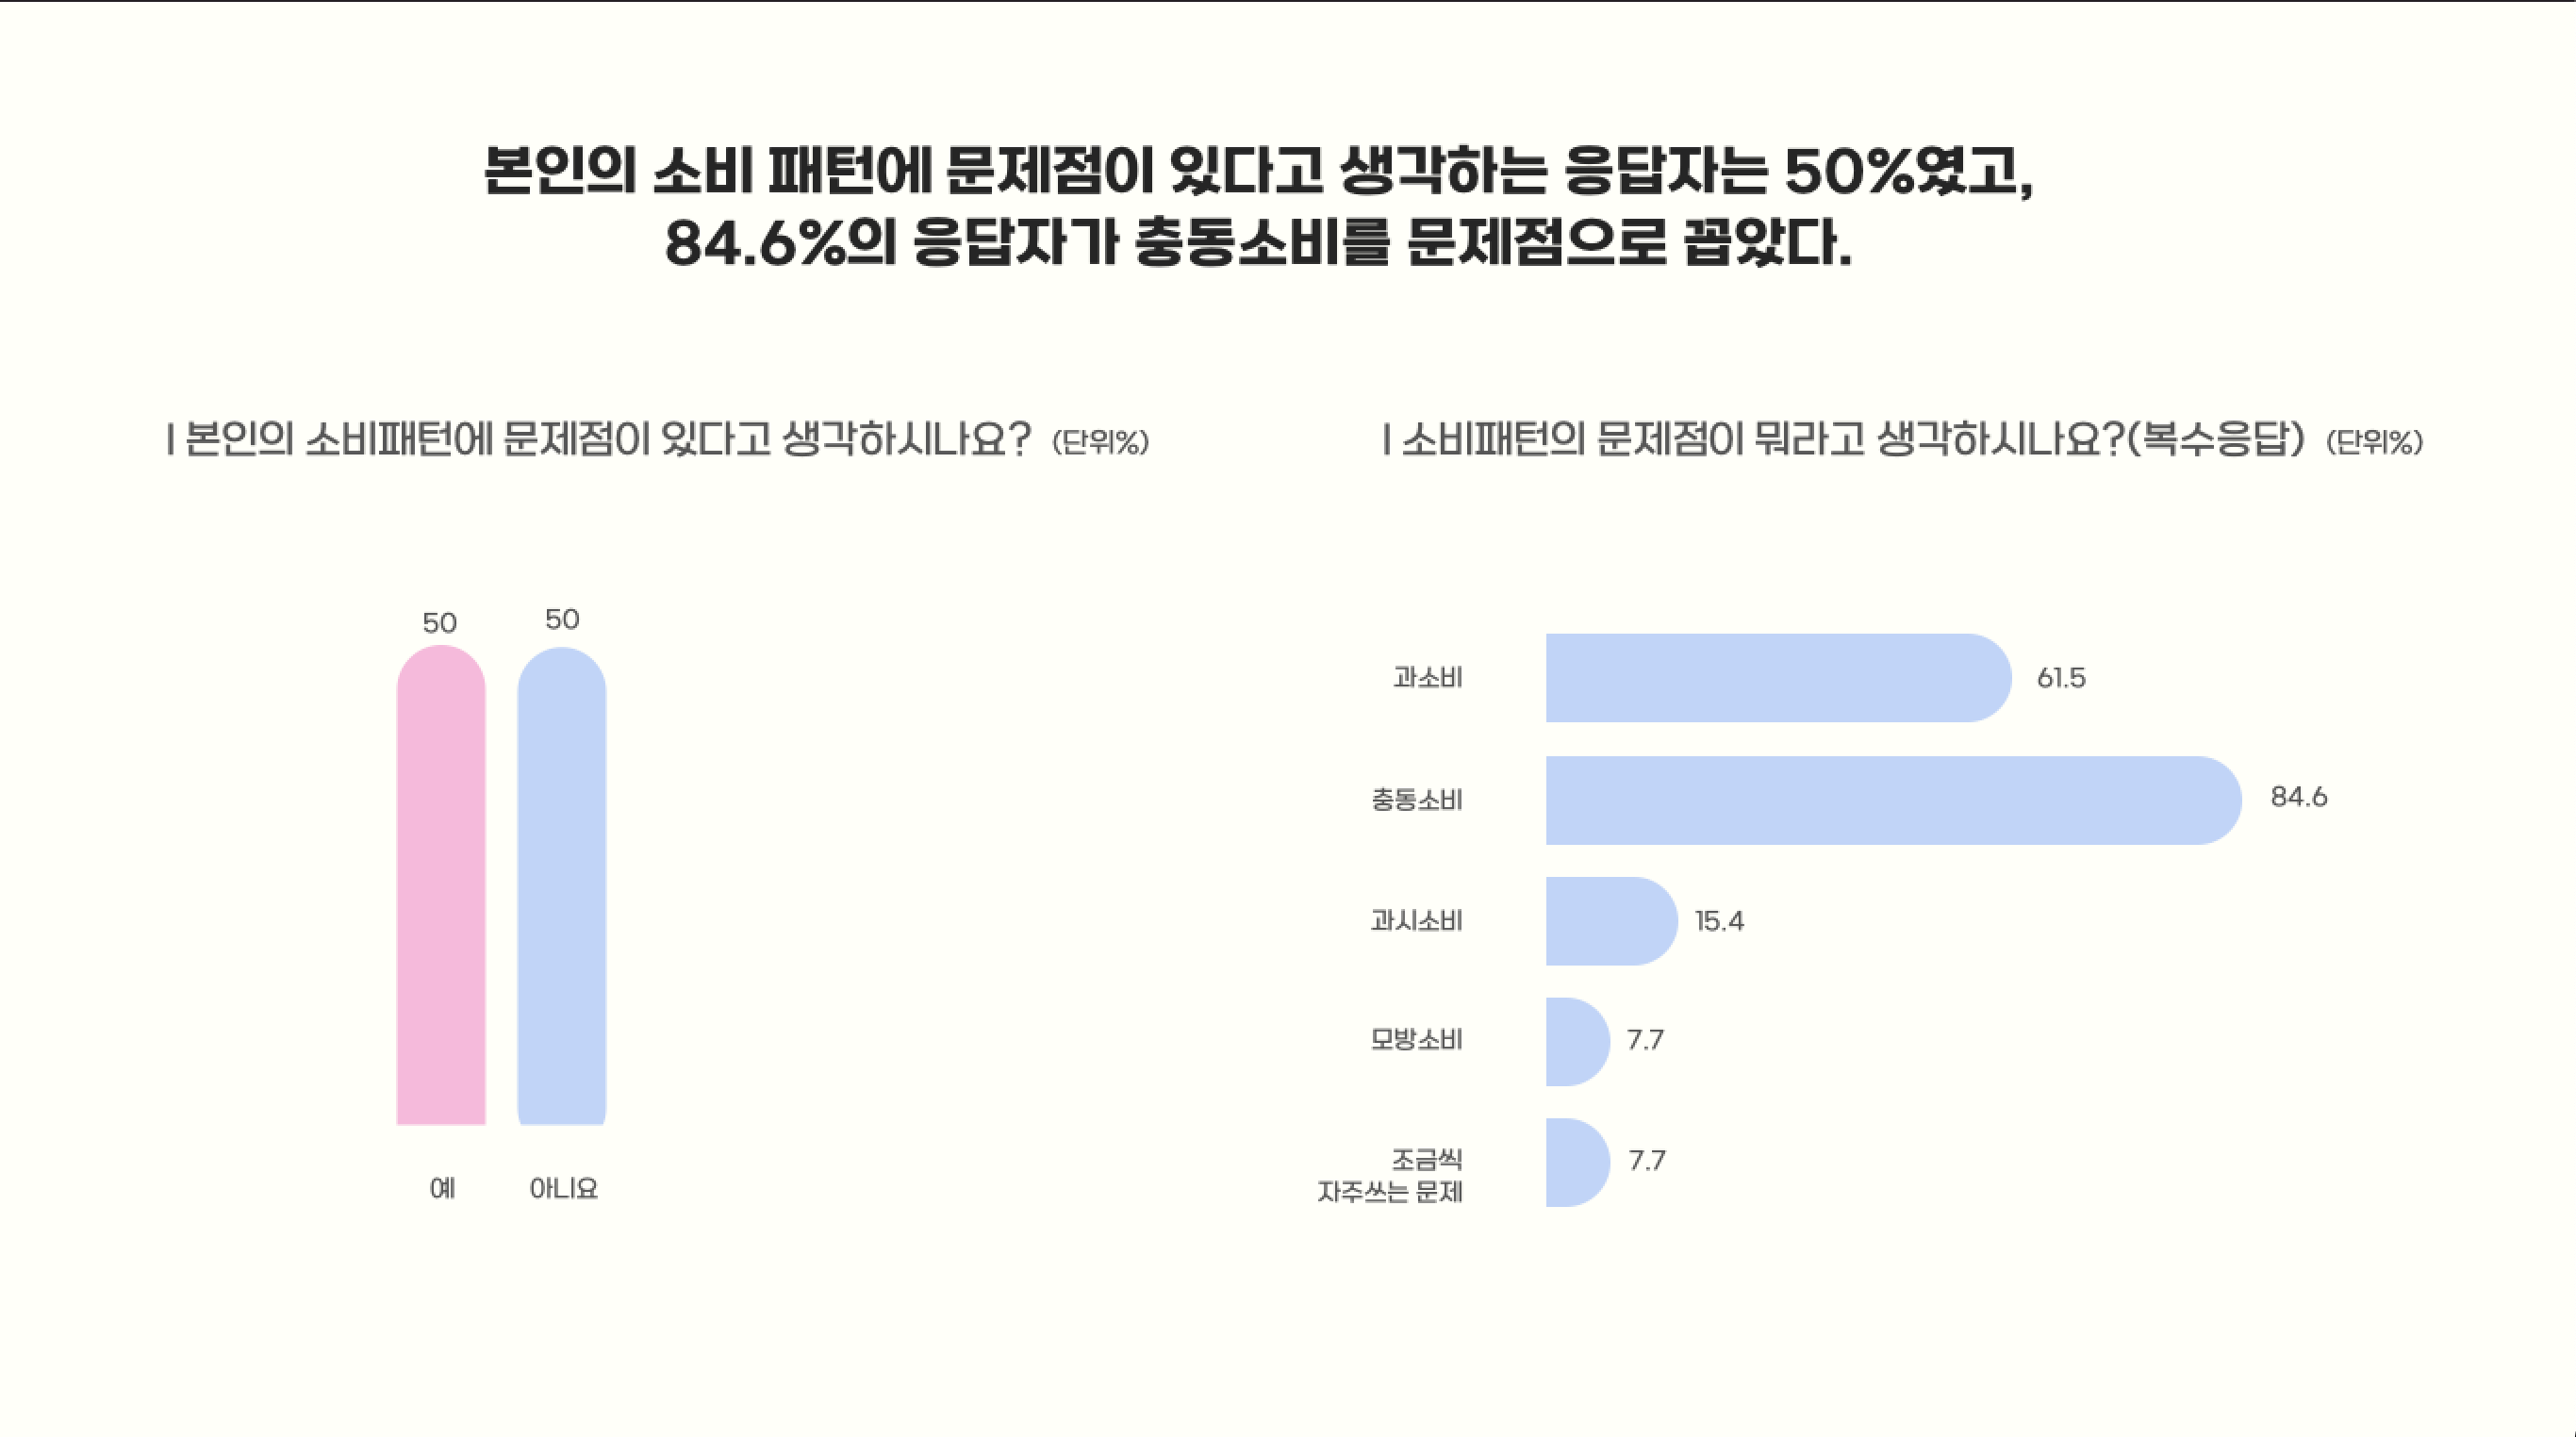 본인의 소비 패턴에 문제점이 있다고 생각하는 응답자는 50%였고,
84.6%의 응답자가 충동소비를 문제점으로 꼽았다.
| 본인의 소비패턴에 문제점이 있다고 생각하시나요? (단위%)
50
50
예
아니요
| 소비패턴의 문제점이 뭐라고 생각하시나요?(복수응답) (단위%)
과소비
61.5
충동소비
84.6
과시소비
15.4
모방소비
7.7
조금씩
자주쓰는 문제
7.7